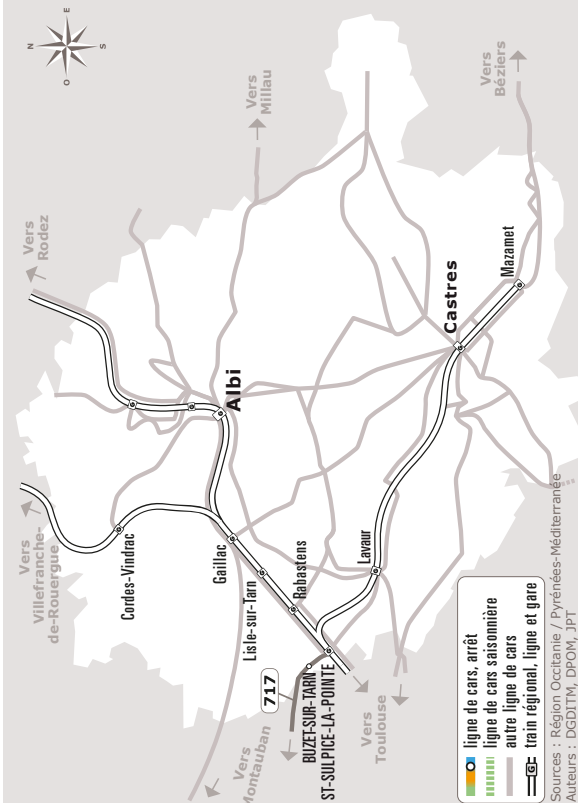 N
E
S
O
Vers
Rodez
Vers
Millau
Vers
Béziers
Vers
Villefranche-
de-Rouergue
Cordes-Vindrac
Albi
Castres
Mazamet
Gaillac
Lisle-sur-Tarn
Rabastens
Lavaur
717
BUZET-SUR-TARN
ST-SULPICE-LA-POINTE
Vers
Montauban
Vers
Toulouse
ligne de cars, arrêt
ligne de cars saisonnière
autre ligne de cars
G train régional, ligne et gare
Sources : Région Occitanie / Pyrénées-Méditerranée
Auteurs : DGDITM, DPOM, JPT